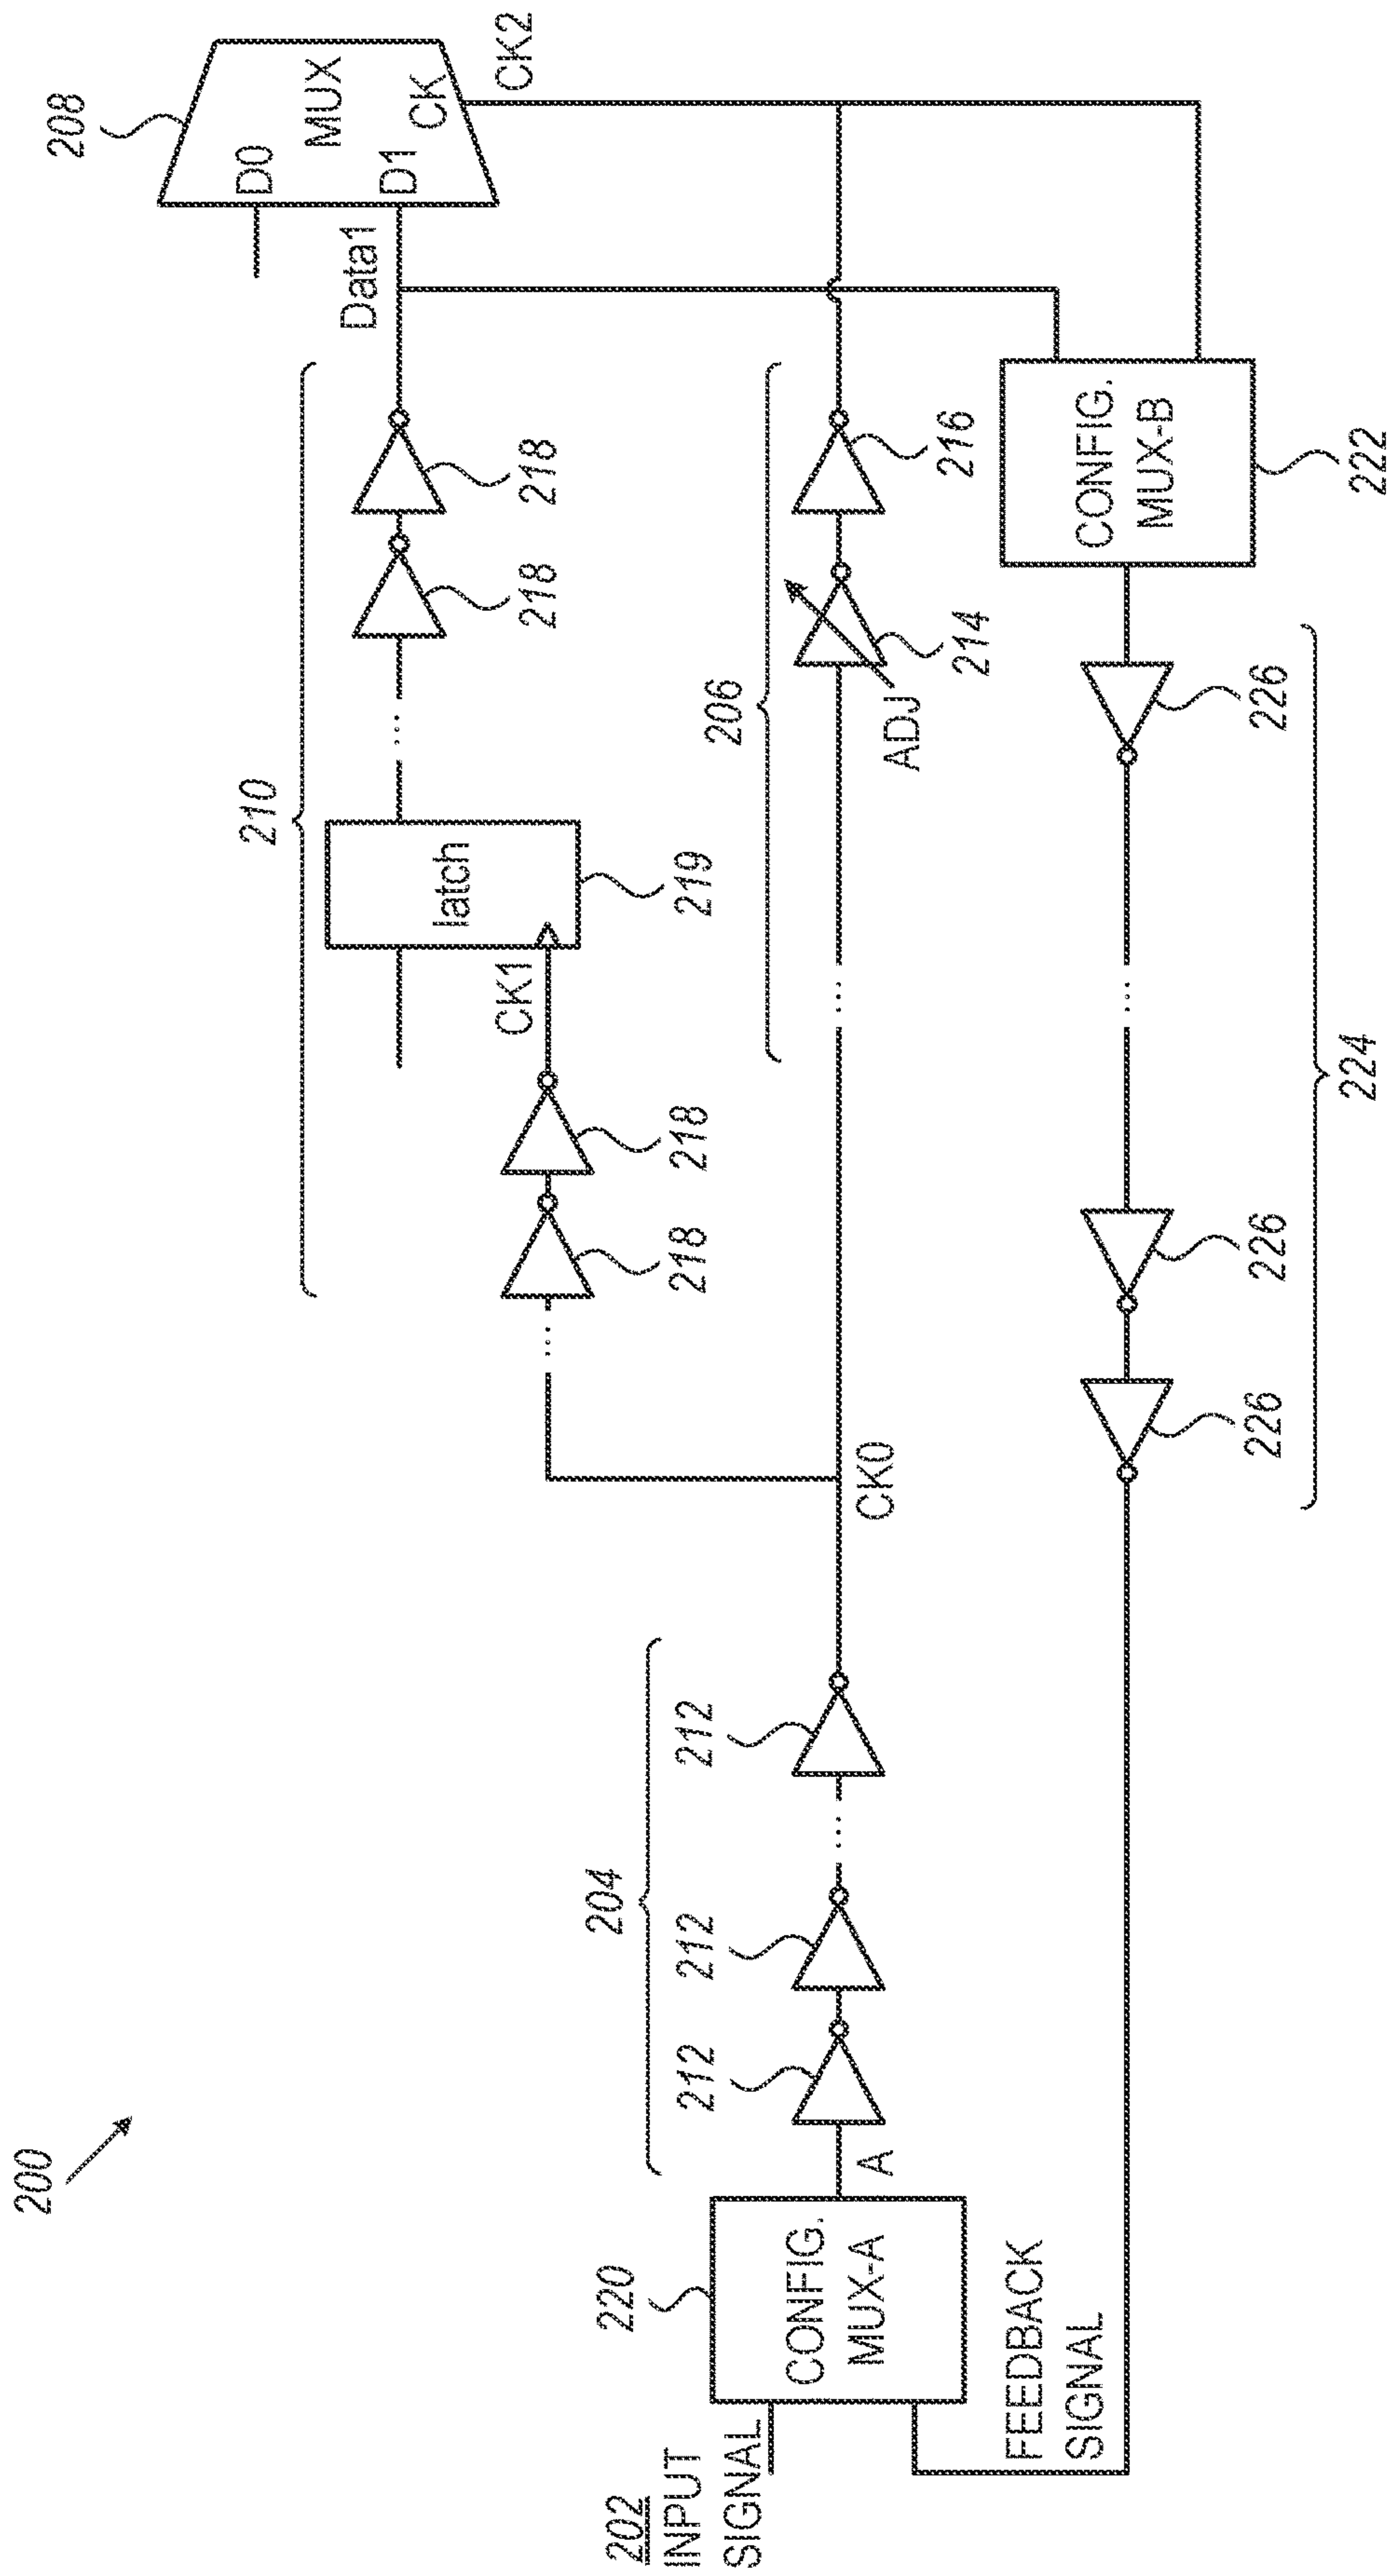 200
202
INPUT
SIGNAL
220
CONFIG.
MUX-A
FEEDBACK
SIGNAL
A
204
212
212
212
CK0
210
...
218
218
CK1
latch
219
...
218
218
Data1
208
D0
D1
MUX
CK
CK2
206
...
ADJ
214
216
...
CONFIG.
MUX-B
222
224
226
...
226
226